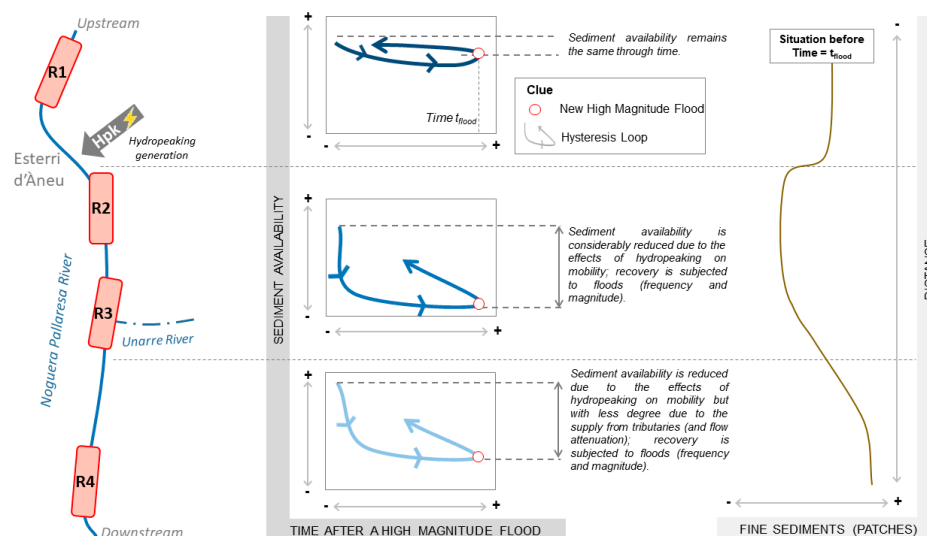 Upstream
R1
Hpk
Hydropeaking
generation
Esterri
d'Àneu
R2
R3
Unarre River
Noguera Pallaresa River
R4
Downstream
SEDIMENT AVAILABILITY
+
-
Time tflood
-
+
Sediment availability remains
the same through time.
Clue
New High Magnitude Flood
Hysteresis Loop
+
-
-
+
Sediment availability is
considerably reduced due to the
effects of hydropeaking on
mobility; recovery is subjected
to floods (frequency and
magnitude).
+
-
-
+
Sediment availability is reduced
due to the effects of
hydropeaking on mobility but
with less degree due to the
supply from tributaries (and flow
attenuation); recovery is
subjected to floods (frequency
and magnitude).
TIME AFTER A HIGH MAGNITUDE FLOOD
Situation before
Time = tflood
-
+
-
+
FINE SEDIMENTS (PATCHES)